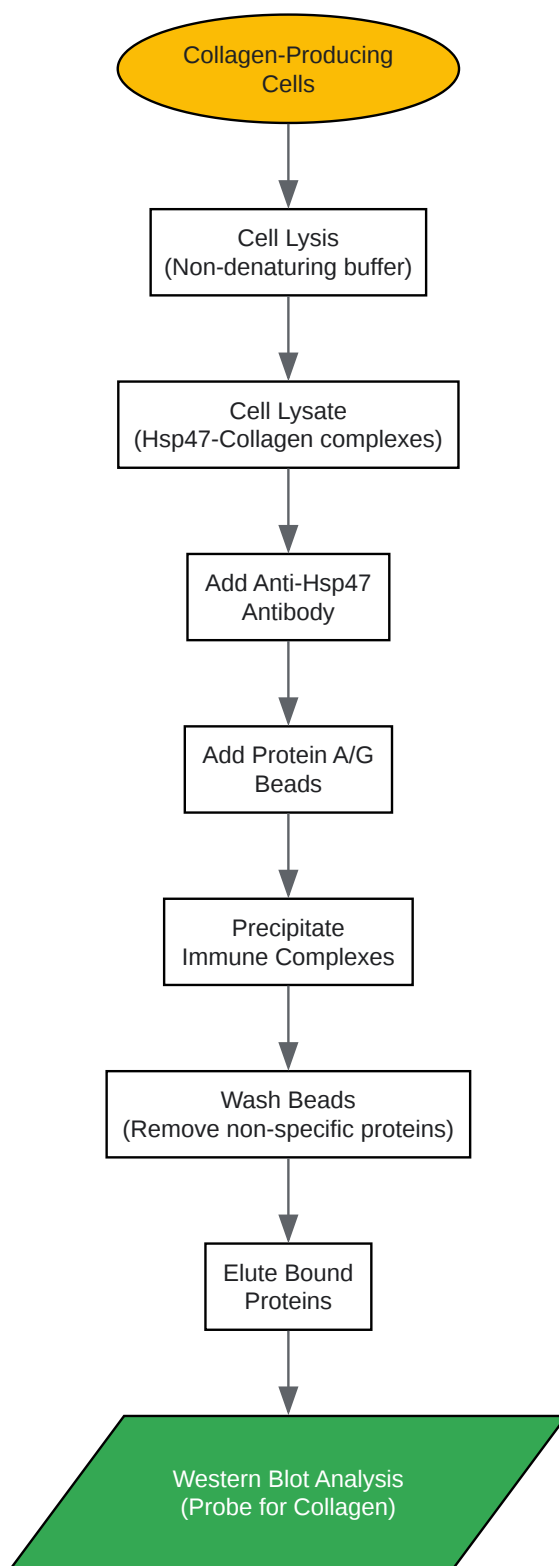 Collagen-Producing
Cells
Cell Lysis
(Non-denaturing buffer)
Cell Lysate
(Hsp47-Collagen complexes)
Add Anti-Hsp47
Antibody
Add Protein A/G
Beads
Precipitate
Immune Complexes
Wash Beads
(Remove non-specific proteins)
Elute Bound
Proteins
Western Blot Analysis
(Probe for Collagen)